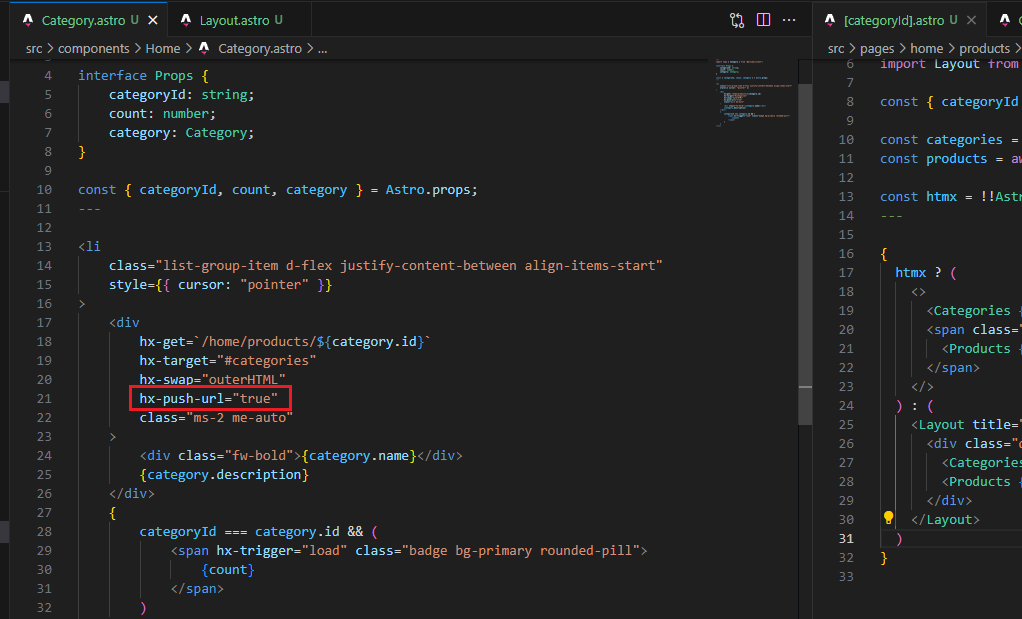 Category.astro U
Layout.astro U
src > components > Home > Category.astro > ...
4 interface Props {
5 categoryId: string;
6 count: number;
7 category: Category;
8 }
9
10 const { categoryId, count, category } = Astro.props;
11 ---
12
13 <li
14 class="list-group-item d-flex justify-content-between align-items-start"
15 style={{ cursor: "pointer" }}
16 >
17 <div
18 hx-get=`/home/products/${category.id}`
19 hx-target="#categories"
20 hx-swap="outerHTML"
21 hx-push-url="true"
22 class="ms-2 me-auto"
23 >
24 <div class="fw-bold">{category.name}</div>
25 {category.description}
26 </div>
27 {
28 categoryId === category.id && (
29 <span hx-trigger="load" class="badge bg-primary rounded-pill">
30 {count}
31 </span>
32 )
[categoryId].astro U
src > pages > home > products >
6 import Layout from
7
8 const { categoryId
9
10 const categories =
11 const products = aw
12
13 const htmx = !!Astr
14 ---
15
16 {
17 htmx ? (
18 <>
19 <Categories {
20 <span class="
21 <Products {
22 </span>
23 </>
24 ) : (
25 <Layout title="
26 <div class="c
27 <Categories
28 <Products {
29 </div>
30 </Layout>
31 )
32 }
33